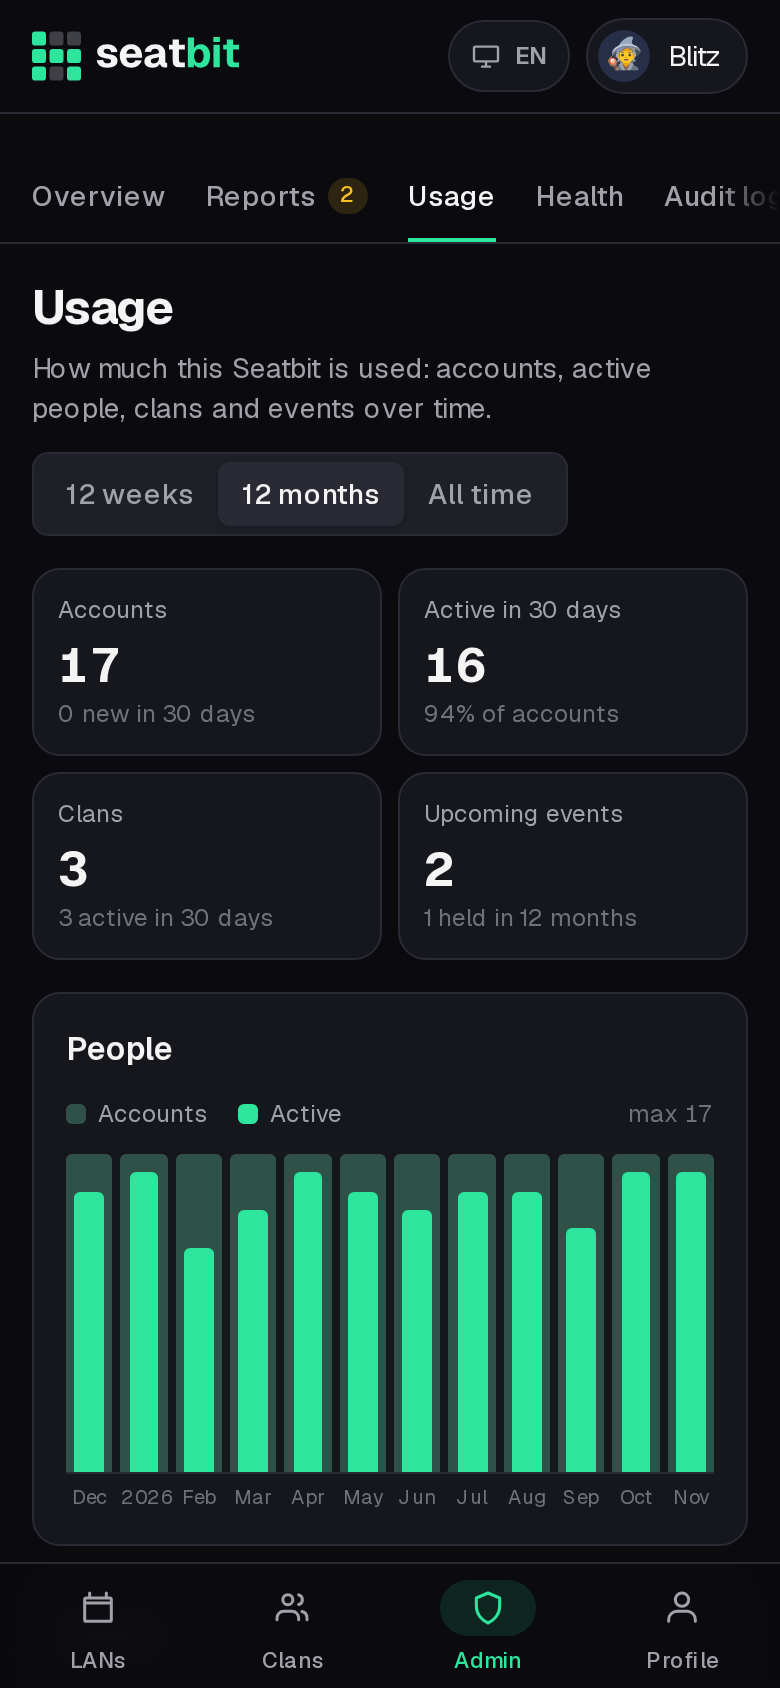 seatbit
EN
Blitz
Overview
Reports 2
Usage
Health
Audit log
Usage
How much this Seatbit is used: accounts, active
people, clans and events over time.
12 weeks
12 months
All time
Accounts
17
0 new in 30 days
Active in 30 days
16
94% of accounts
Clans
3
3 active in 30 days
Upcoming events
2
1 held in 12 months
People
Accounts
Active
max 17
Dec 2026 Feb Mar Apr May Jun Jul Aug Sep Oct Nov
LANs
Clans
Admin
Profile